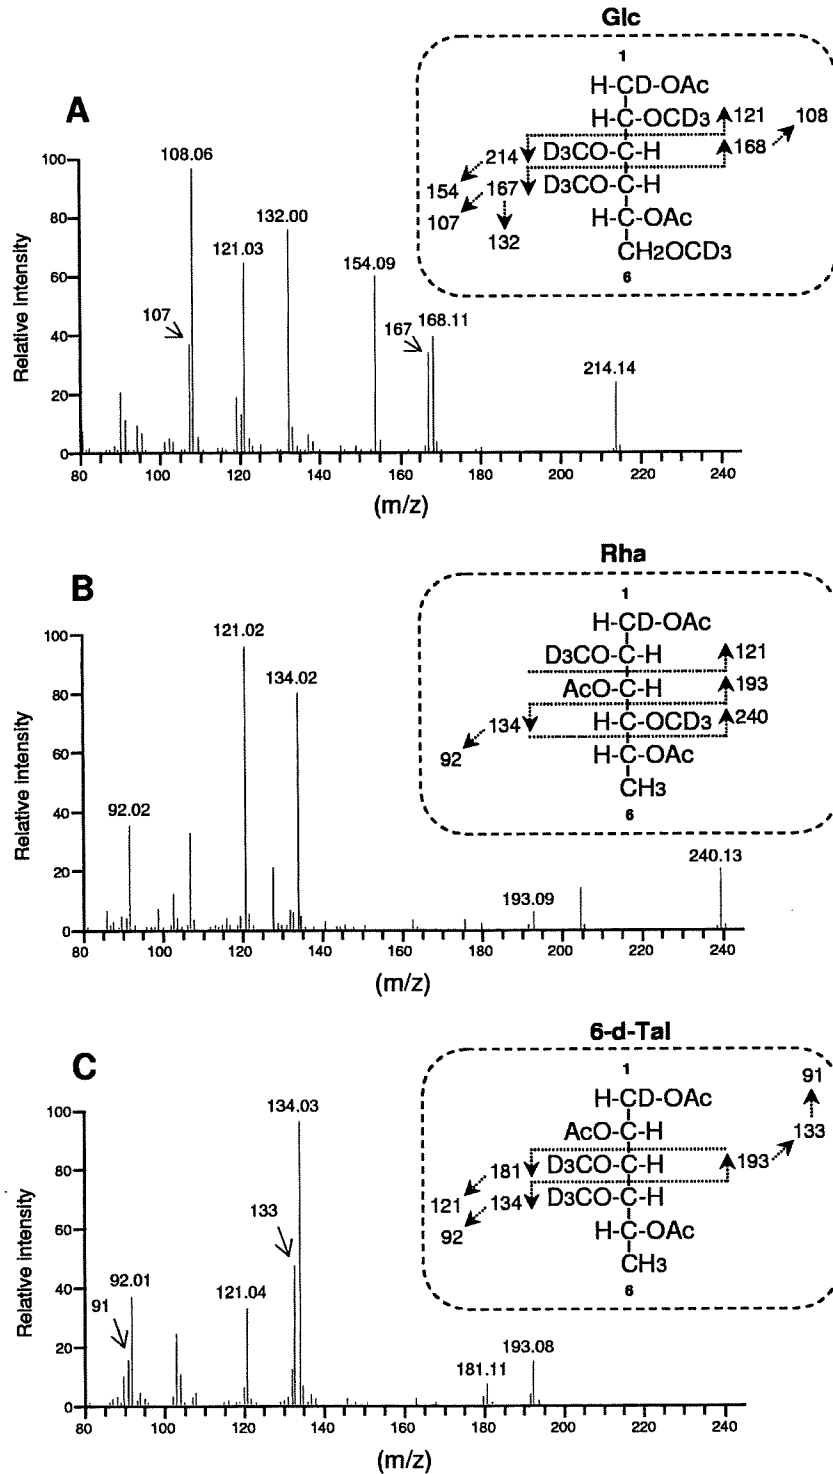 Glc
A
1
H-CD-OAc
H-C-OCD3
121
108
D3CO-C-H
214
168
154
167
D3CO-C-H
107
132
H-C-OAc
CH2OCD3
6
108.06
132.00
121.03
154.09
107
167
168.11
214.14
Relative intensity
100
80
60
40
20
0
80 100 120 140 160 180 200 220 240
(m/z)
Rha
B
1
H-CD-OAc
D3CO-C-H
121
AcO-C-H
193
134
H-C-OCD3
240
92
H-C-OAc
CH3
6
121.02
134.02
92.02
193.09
240.13
Relative intensity
100
80
60
40
20
0
80 100 120 140 160 180 200 220 240
(m/z)
6-d-Tal
C
1
91
H-CD-OAc
AcO-C-H
133
181
D3CO-C-H
193
121
134
D3CO-C-H
92
H-C-OAc
CH3
6
134.03
133
92.01
91
121.04
181.11
193.08
Relative intensity
100
80
60
40
20
0
80 100 120 140 160 180 200 220 240
(m/z)